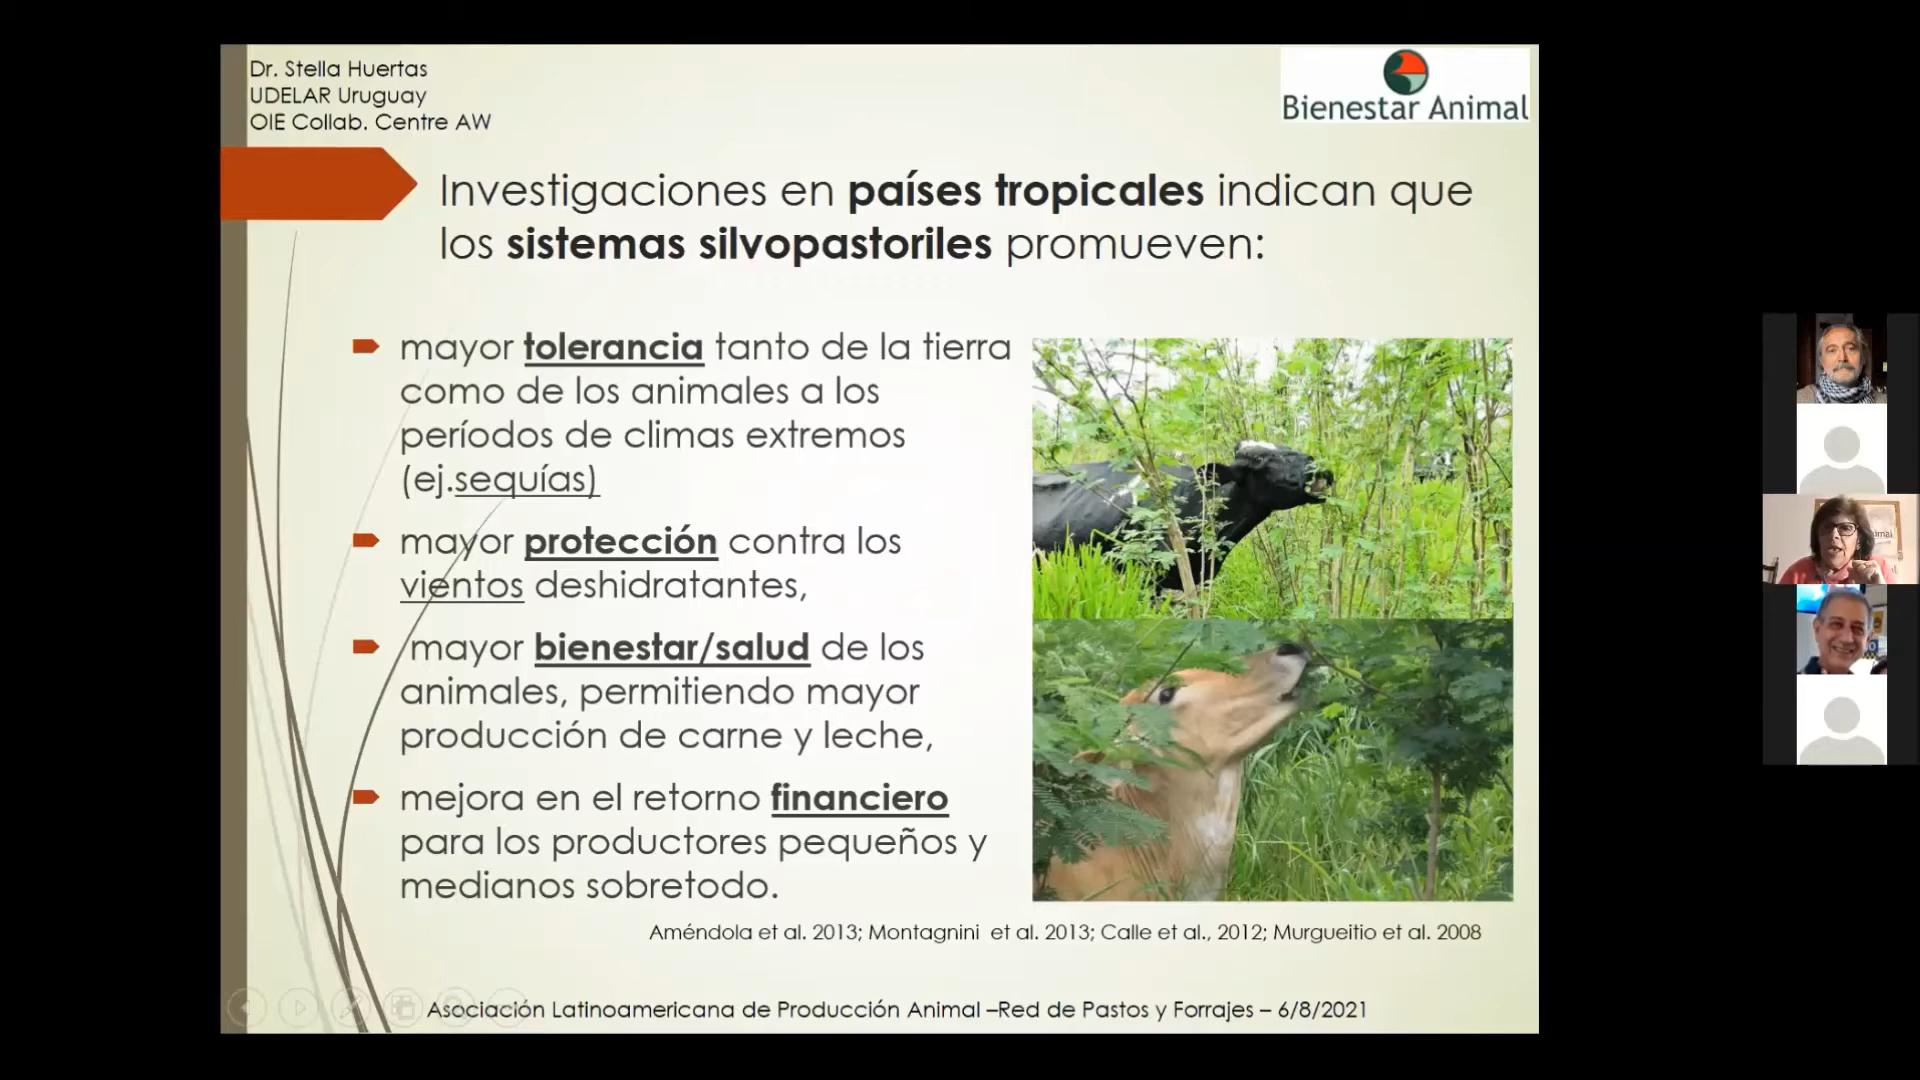 Dr. Stella Huertas
UDELAR Uruguay
OIE Collab. Centre AW
Bienestar Animal
Investigaciones en países tropicales indican que
los sistemas silvopastoriles promueven:
mayor tolerancia tanto de la tierra
como de los animales a los
períodos de climas extremos
(ej.sequías)
mayor protección contra los
vientos deshidratantes,
mayor bienestar/salud de los
animales, permitiendo mayor
producción de carne y leche,
mejora en el retorno financiero
para los productores pequeños y
medianos sobretodo.
Améndola et al. 2013; Montagnini et al. 2013; Calle et al., 2012; Murgueitio et al. 2008
Asociación Latinoamericana de Producción Animal –Red de Pastos y Forrajes – 6/8/2021